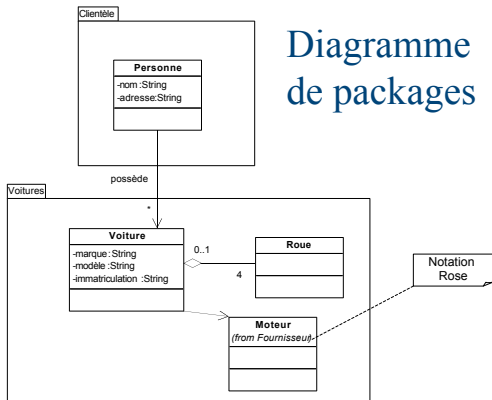 Clientèle
Diagramme
de packages
Personne
-nom :String
-adresse:String
possède
*
Voitures
Voiture
-marque : String
-modèle : String
-immatriculation :String
0..1
4
Roue
Moteur
(from Fournisseur)
Notation
Rose